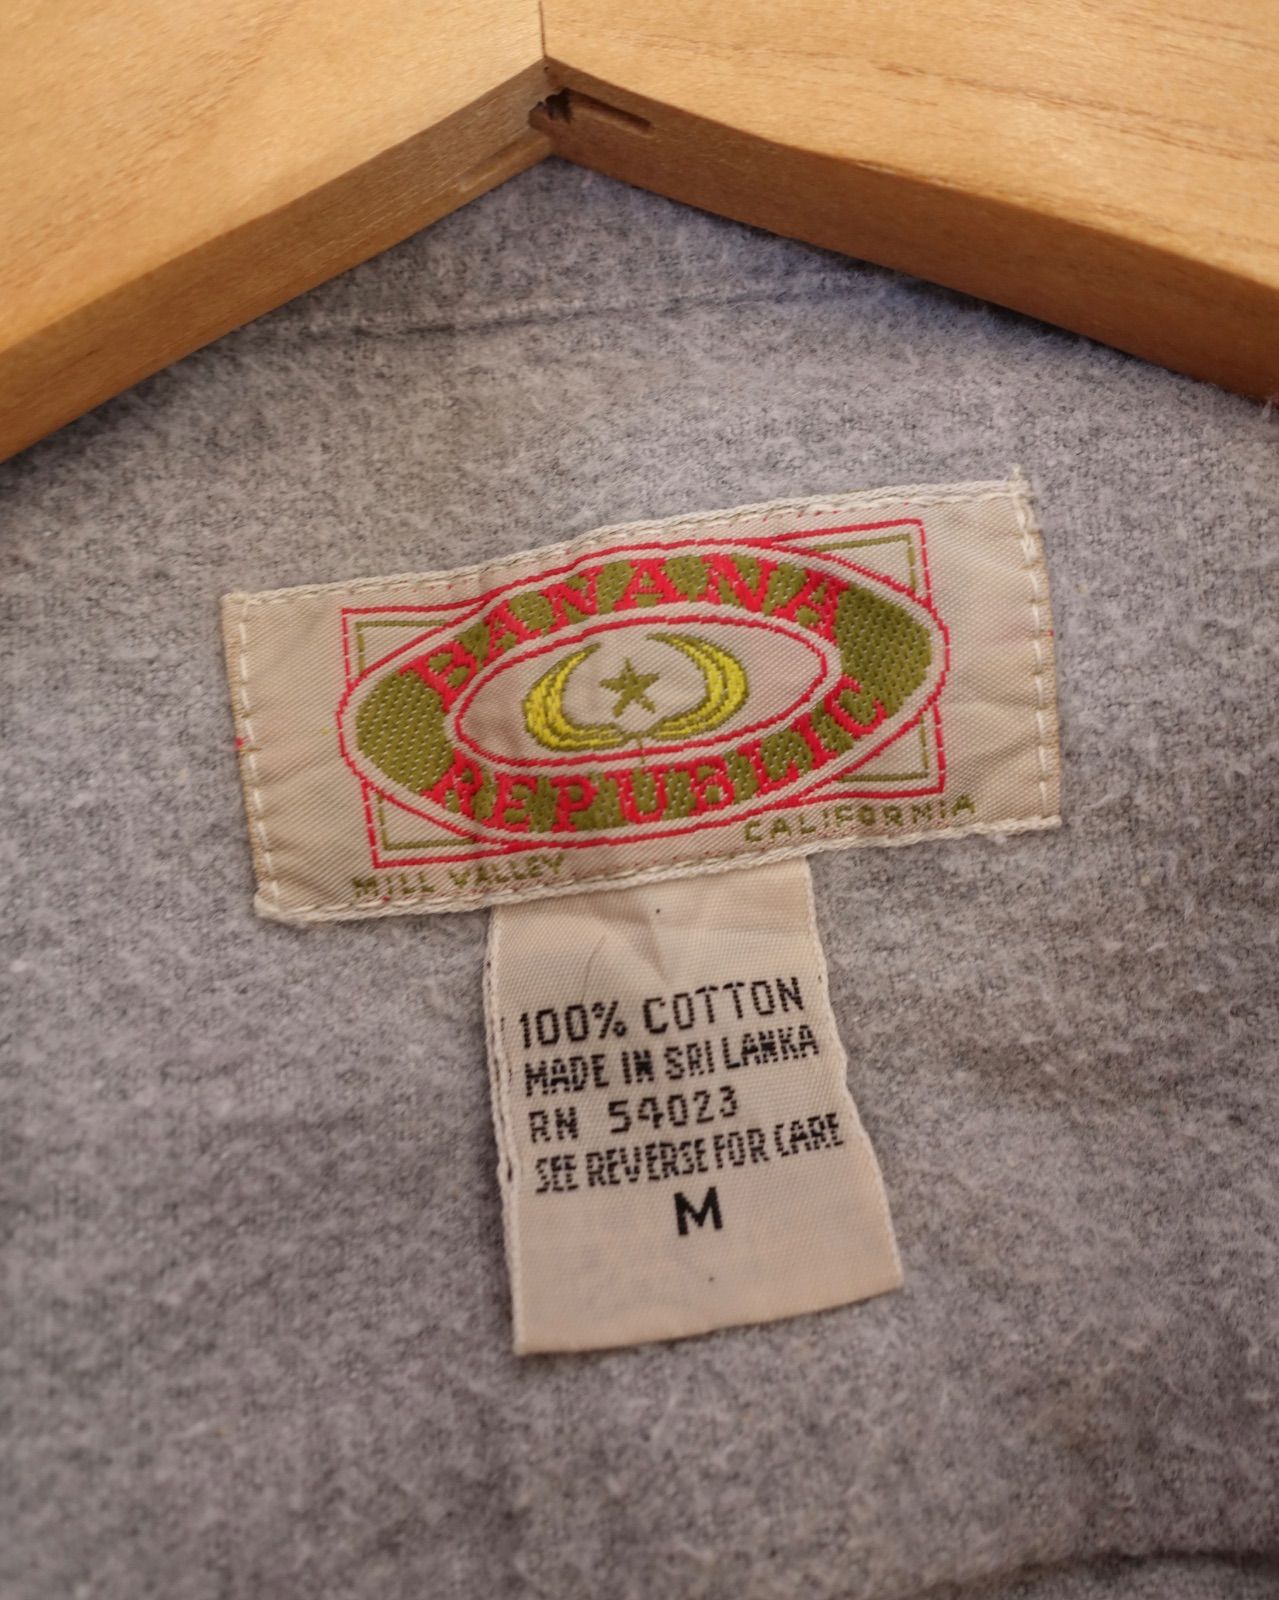 BANANA
REPUBLIC
MILL VALLEY CALIFORNIA
100% COTTON
MADE IN SRI LANKA
RN 54023
SEE REVERSE FOR CARE
M